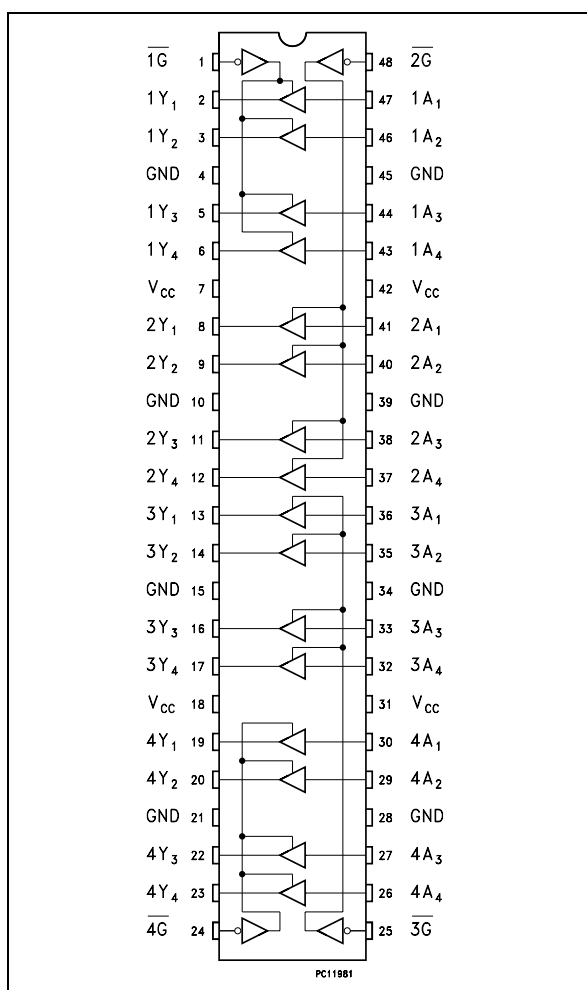 1G 1 48 2G
1Y1 2 47 1A1
1Y2 3 46 1A2
GND 4 45 GND
1Y3 5 44 1A3
1Y4 6 43 1A4
VCC 7 42 VCC
2Y1 8 41 2A1
2Y2 9 40 2A2
GND 10 39 GND
2Y3 11 38 2A3
2Y4 12 37 2A4
3Y1 13 36 3A1
3Y2 14 35 3A2
GND 15 34 GND
3Y3 16 33 3A3
3Y4 17 32 3A4
VCC 18 31 VCC
4Y1 19 30 4A1
4Y2 20 29 4A2
GND 21 28 GND
4Y3 22 27 4A3
4Y4 23 26 4A4
4G 24 25 3G
PC11981